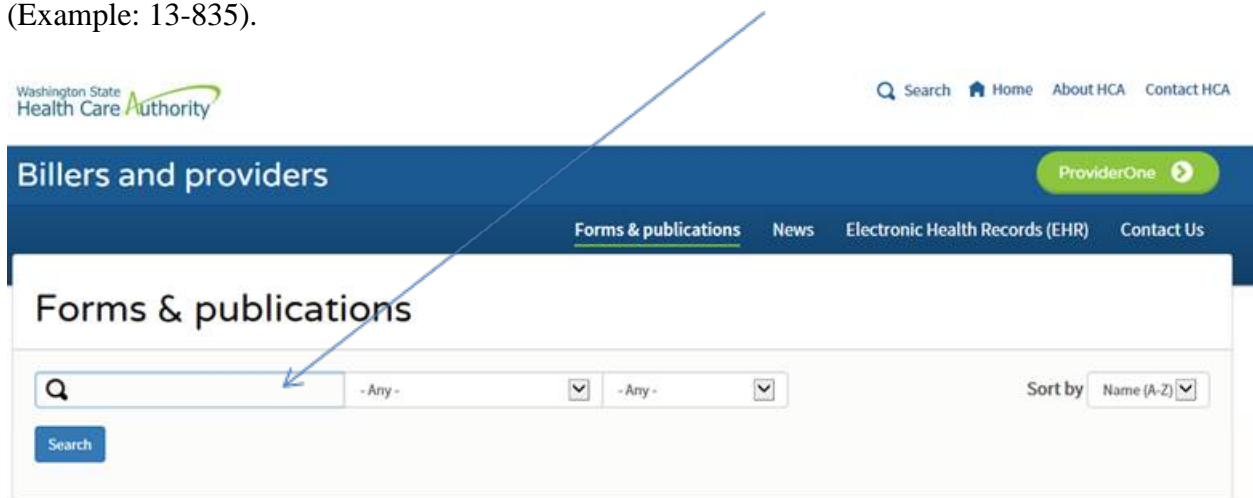 (Example: 13-835).
Washington State
Health Care Authority
Search Home About HCA Contact HCA
Billers and providers
ProviderOne
Forms & publications News Electronic Health Records (EHR) Contact Us
Forms & publications
- Any - - Any - Sort by Name (A-Z)
Search